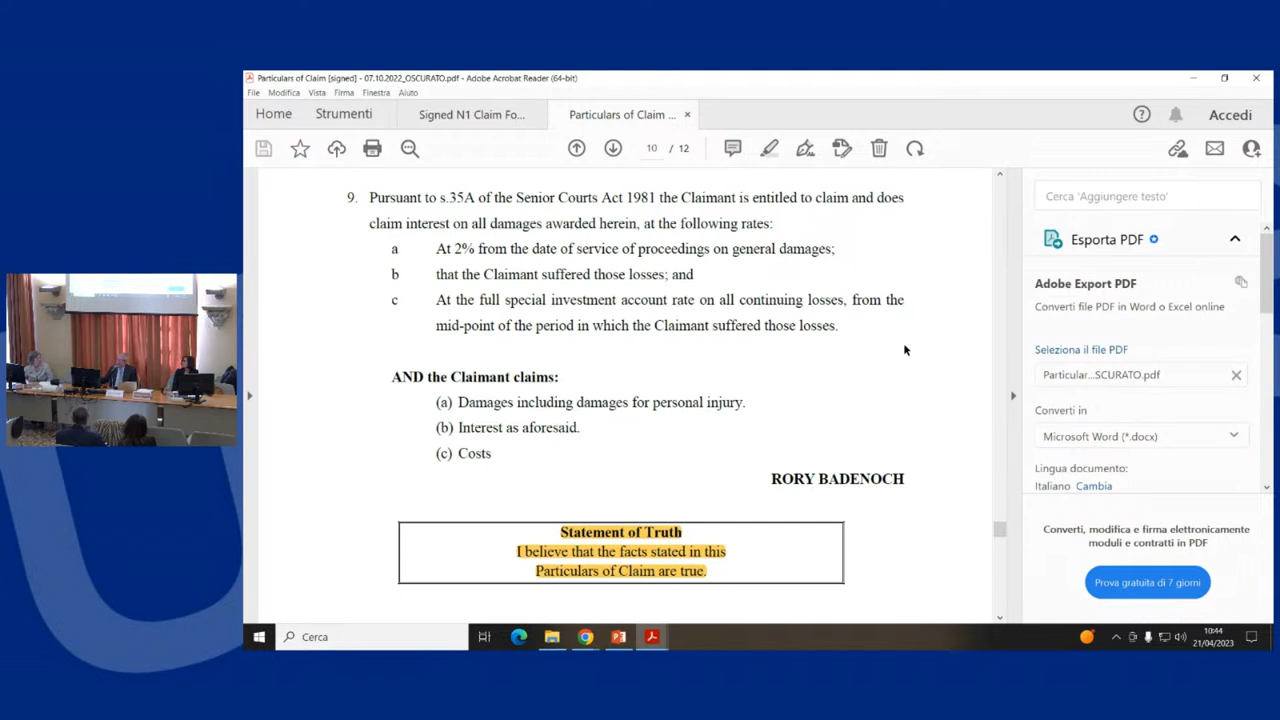 Particulars of Claim [signed] - 07.10.2022_OSCURATO.pdf - Adobe Acrobat Reader (64-bit)
File Modifica Vista Firma Finestra Aiuto
Home Strumenti Signed N1 Claim Fo... Particulars of Claim ... × Accedi
10 / 12
9. Pursuant to s.35A of the Senior Courts Act 1981 the Claimant is entitled to claim and does
claim interest on all damages awarded herein, at the following rates:
a At 2% from the date of service of proceedings on general damages;
b that the Claimant suffered those losses; and
c At the full special investment account rate on all continuing losses, from the
mid-point of the period in which the Claimant suffered those losses.
AND the Claimant claims:
(a) Damages including damages for personal injury.
(b) Interest as aforesaid.
(c) Costs
RORY BADENOCH
Statement of Truth
I believe that the facts stated in this
Particulars of Claim are true.
Cerca 'Aggiungere testo'
Esporta PDF
Adobe Export PDF
Converti file PDF in Word o Excel online
Seleziona il file PDF
Particular...SCURATO.pdf
Converti in
Microsoft Word (*.docx)
Lingua documento:
Italiano Cambia
Converti, modifica e firma elettronicamente
moduli e contratti in PDF
Prova gratuita di 7 giorni
Cerca
10:44
21/04/2023